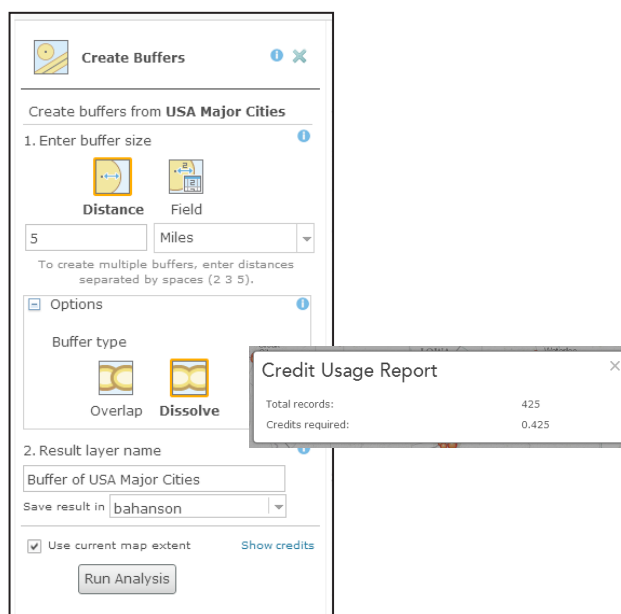 Create Buffers
Create buffers from USA Major Cities
1. Enter buffer size
Distance Field
5 Miles
To create multiple buffers, enter distances
separated by spaces (2 3 5).
Options
Buffer type
Overlap Dissolve
Credit Usage Report
Total records: 425
Credits required: 0.425
2. Result layer name
Buffer of USA Major Cities
Save result in bahanson
Use current map extent Show credits
Run Analysis